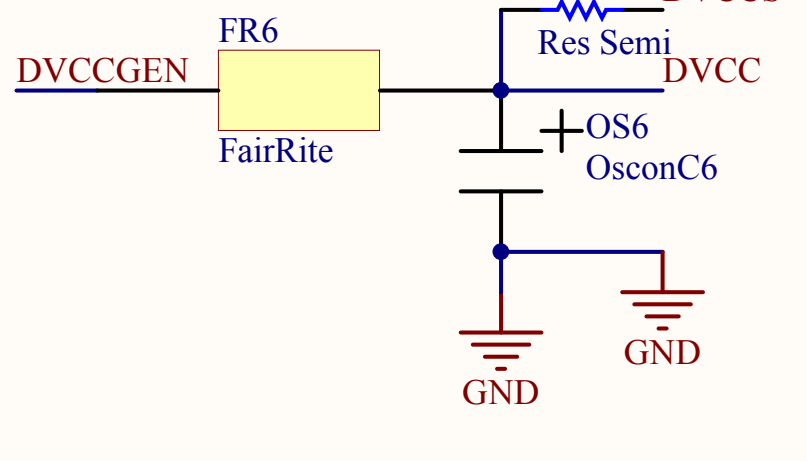 FR6
Res Semi
DVCCGEN
DVCC
OS6
FairRite
OsconC6
GND
GND